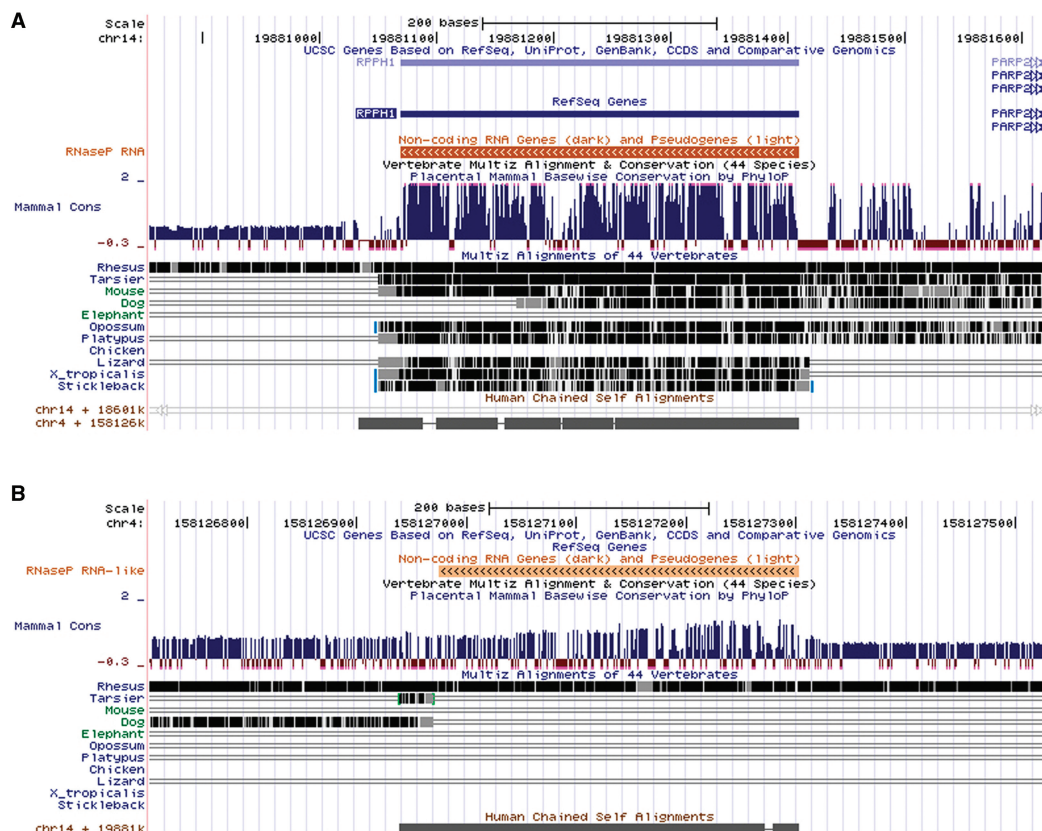 A
Scale 200 bases
chr14: 19881000 19881100 19881200 19881300 19881400 19881500 19881600
UCSC Genes Based on RefSeq, UniProt, GenBank, CCDS and Comparative Genomics
RPPH1 PARP2
PARP2
PARP2
RefSeq Genes
RPPH1 PARP2
PARP2
Non-coding RNA Genes (dark) and Pseudogenes (light)
RNaseP RNA
Vertebrate Multiz Alignment & Conservation (44 Species)
Placental Mammal Basewise Conservation by PhyloP
2 _
Mammal Cons
-0.3 _
Multiz Alignments of 44 Vertebrates
Rhesus
Tarsier
Mouse
Dog
Elephant
Opossum
Platypus
Chicken
Lizard
X_tropicalis
Stickleback
Human Chained Self Alignments
chr14 + 18601k
chr4 + 158126k
B
Scale 200 bases
chr4: 158126800 158126900 158127000 158127100 158127200 158127300 158127400 158127500
UCSC Genes Based on RefSeq, UniProt, GenBank, CCDS and Comparative Genomics
RefSeq Genes
Non-coding RNA Genes (dark) and Pseudogenes (light)
RNaseP RNA-like
Vertebrate Multiz Alignment & Conservation (44 Species)
Placental Mammal Basewise Conservation by PhyloP
2 _
Mammal Cons
-0.3 _
Multiz Alignments of 44 Vertebrates
Rhesus
Tarsier
Mouse
Dog
Elephant
Opossum
Platypus
Chicken
Lizard
X_tropicalis
Stickleback
Human Chained Self Alignments
chr14 + 19881k